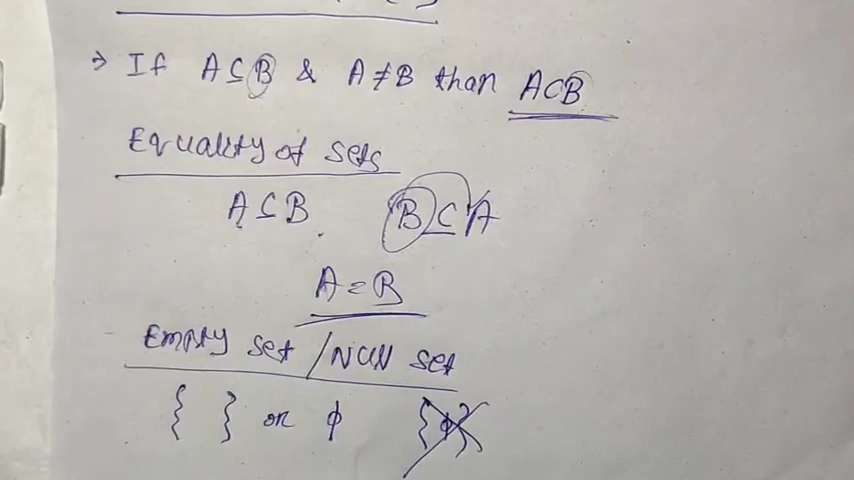 → If A⊆B & A≠B than A⊂B
Equality of sets
A⊆B B⊆A
A=B
Empty set / Null set
{ } or ϕ {ϕ}